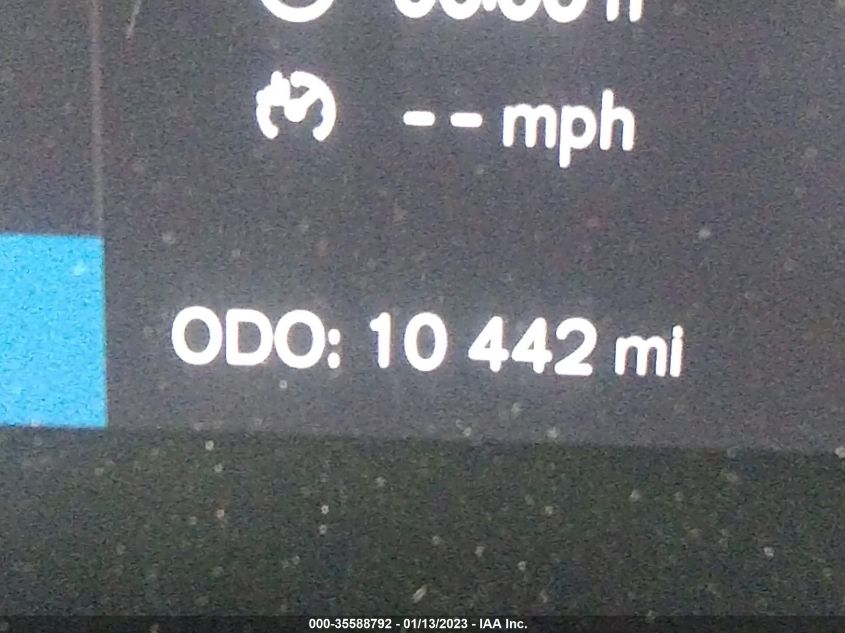 -- mph
ODO: 10 442 mi
000-35588792 - 01/13/2023 - IAA Inc.